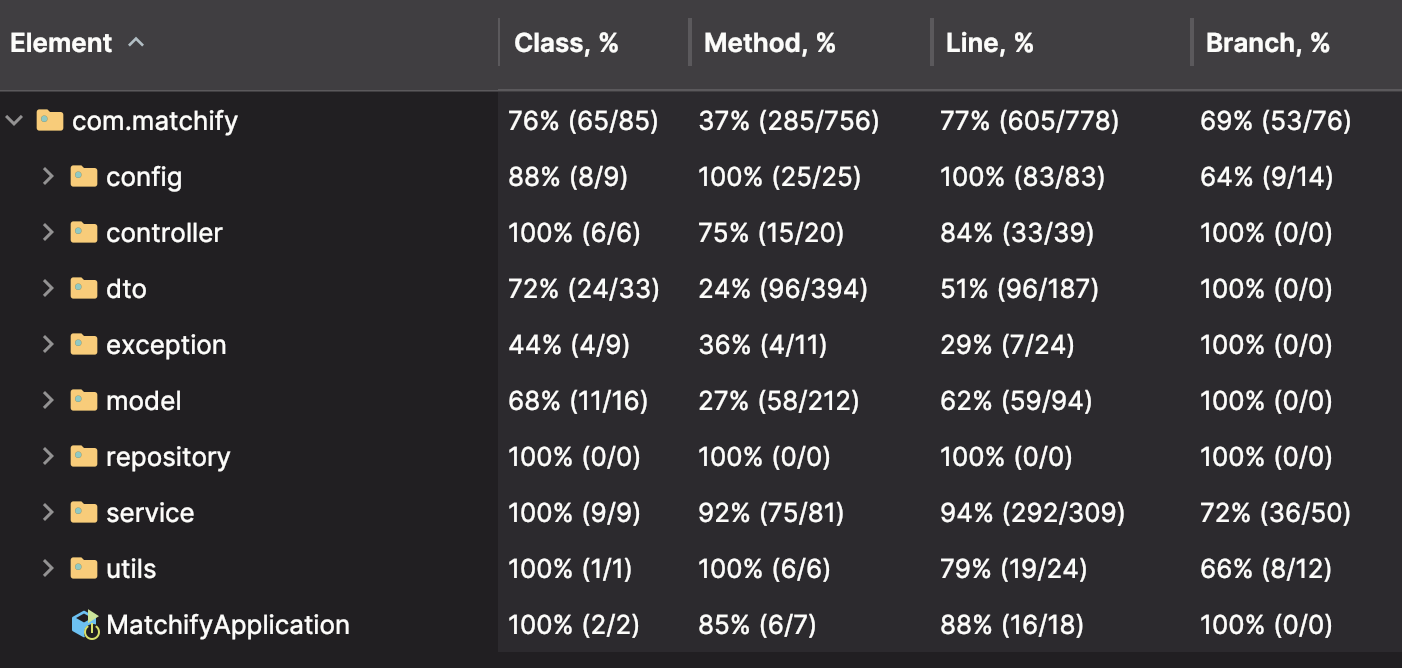 Element Class, % Method, % Line, % Branch, %
com.matchify 76% (65/85) 37% (285/756) 77% (605/778) 69% (53/76)
config 88% (8/9) 100% (25/25) 100% (83/83) 64% (9/14)
controller 100% (6/6) 75% (15/20) 84% (33/39) 100% (0/0)
dto 72% (24/33) 24% (96/394) 51% (96/187) 100% (0/0)
exception 44% (4/9) 36% (4/11) 29% (7/24) 100% (0/0)
model 68% (11/16) 27% (58/212) 62% (59/94) 100% (0/0)
repository 100% (0/0) 100% (0/0) 100% (0/0) 100% (0/0)
service 100% (9/9) 92% (75/81) 94% (292/309) 72% (36/50)
utils 100% (1/1) 100% (6/6) 79% (19/24) 66% (8/12)
MatchifyApplication 100% (2/2) 85% (6/7) 88% (16/18) 100% (0/0)